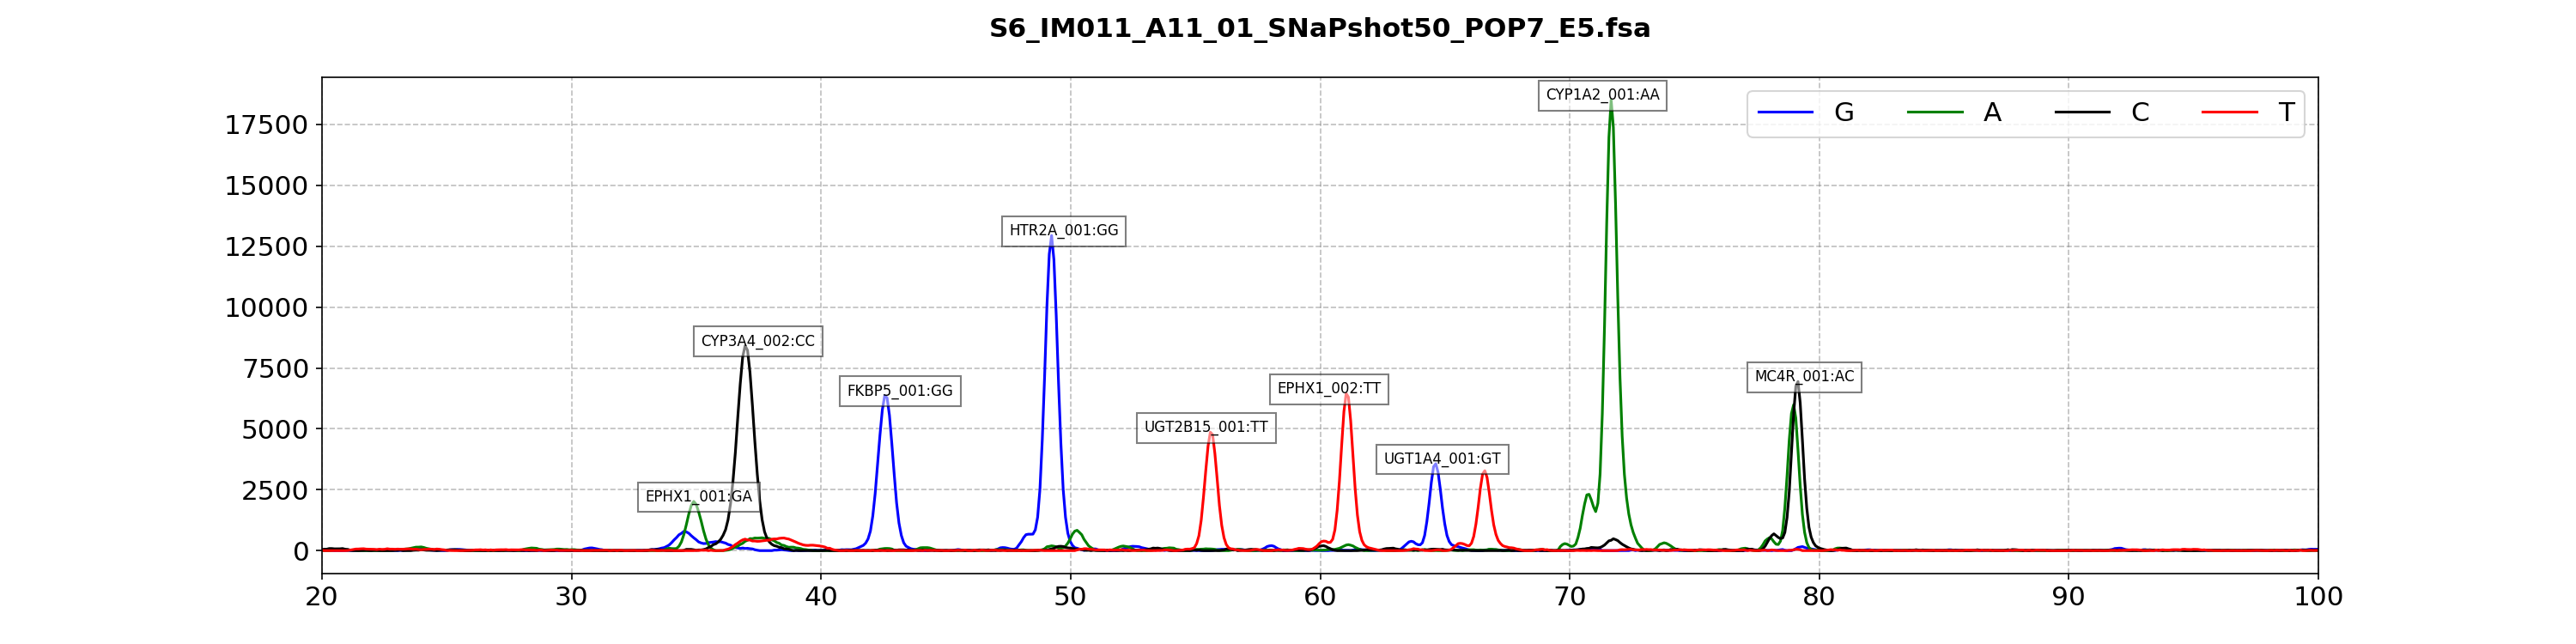 S6_IM011_A11_01_SNaPshot50_POP7_E5.fsa
G A C T
CYP1A2_001:AA
HTR2A_001:GG
CYP3A4_002:CC
FKBP5_001:GG
EPHX1_002:TT
MC4R_001:AC
UGT2B15_001:TT
UGT1A4_001:GT
EPHX1_001:GA
17500
15000
12500
10000
7500
5000
2500
0
20 30 40 50 60 70 80 90 100